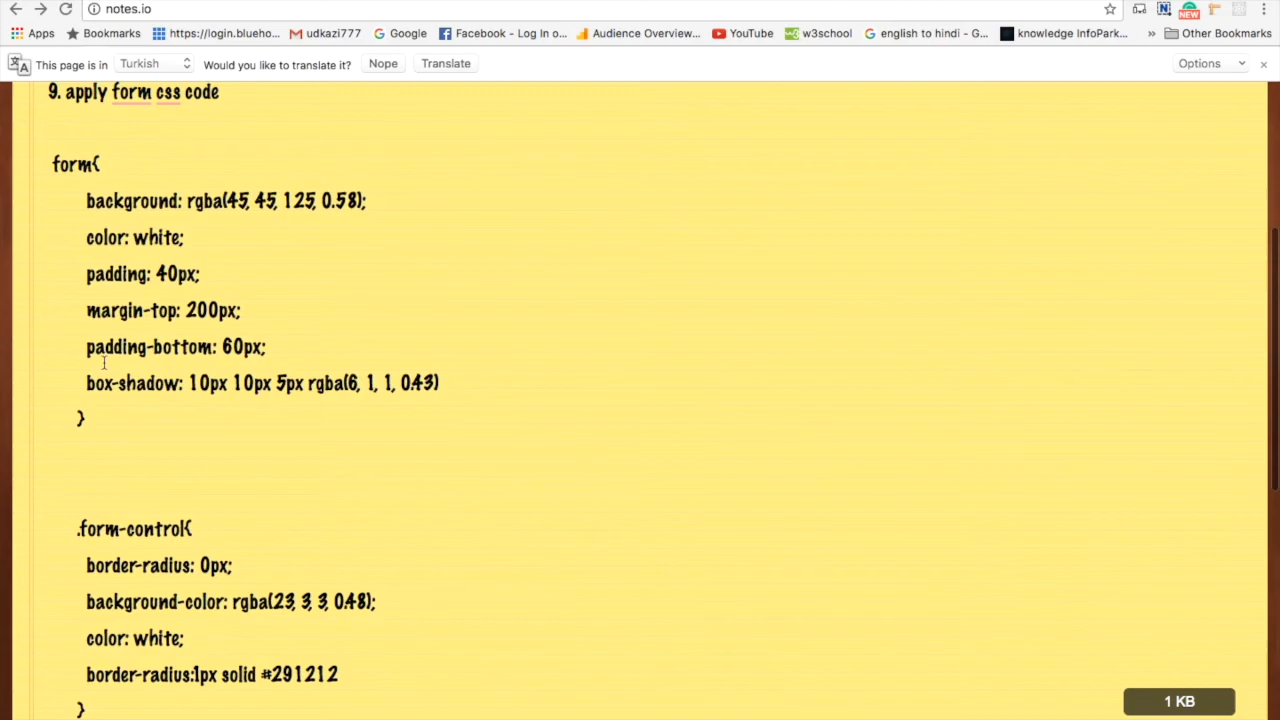 notes.io
Apps Bookmarks https://login.blueho... udkazi777 Google Facebook - Log In o... Audience Overview... YouTube w3school english to hindi - G... knowledge InfoPark... » Other Bookmarks
This page is in Turkish Would you like to translate it? Nope Translate Options
9. apply form css code
form{
background: rgba(45, 45, 125, 0.58);
color: white;
padding: 40px;
margin-top: 200px;
padding-bottom: 60px;
box-shadow: 10px 10px 5px rgba(6, 1, 1, 0.43)
}
.form-control{
border-radius: 0px;
background-color: rgba(23, 3, 3, 0.48);
color: white;
border-radius:1px solid #291212
}
1 KB
NEW